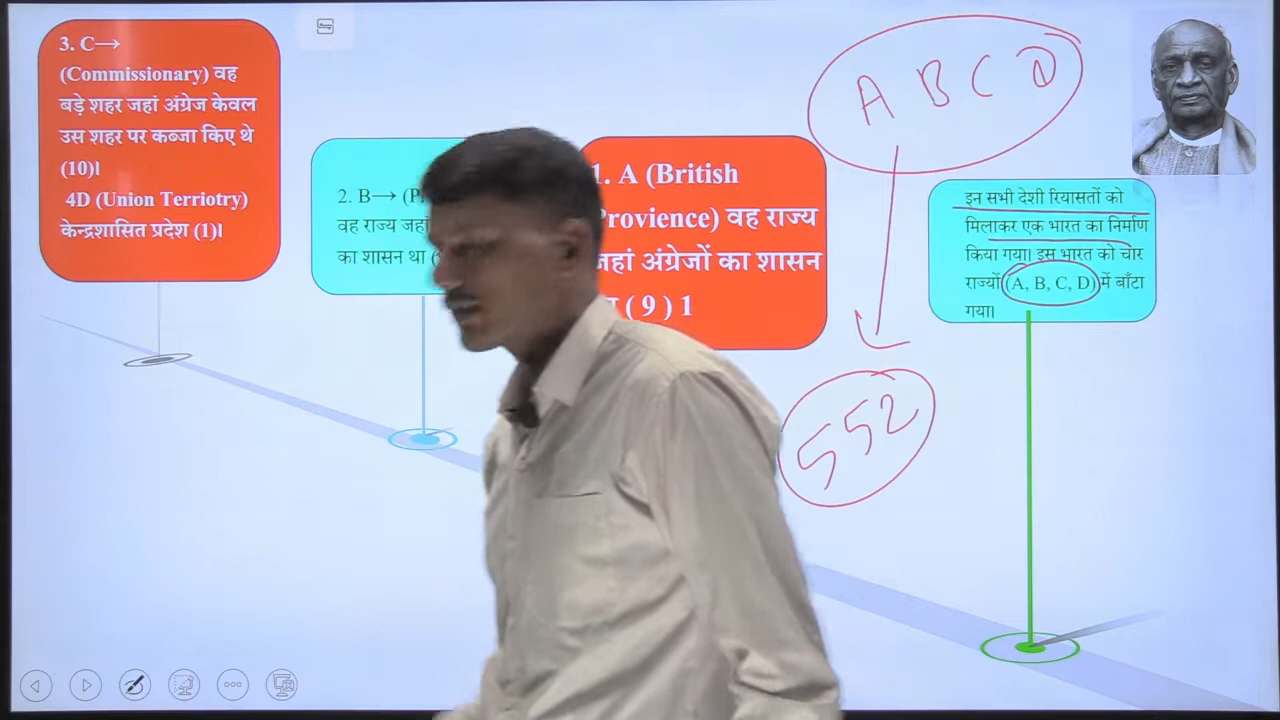 3. C→
(Commissionary) वह
बड़े शहर जहां अंग्रेज केवल
उस शहर पर कब्जा किए थे
(10)।
4D (Union Terriotry)
केन्द्रशासित प्रदेश (1)।
2. B→
वह राज्य जहां
का शासन था
1. A (British
Provience) वह राज्य
जहां अंग्रेजों का शासन
( 9 ) 1
A B C D
552
इन सभी देशी रियासतों को
मिलाकर एक भारत का निर्माण
किया गया। इस भारत को चार
राज्यों (A, B, C, D) में बाँटा
गया।